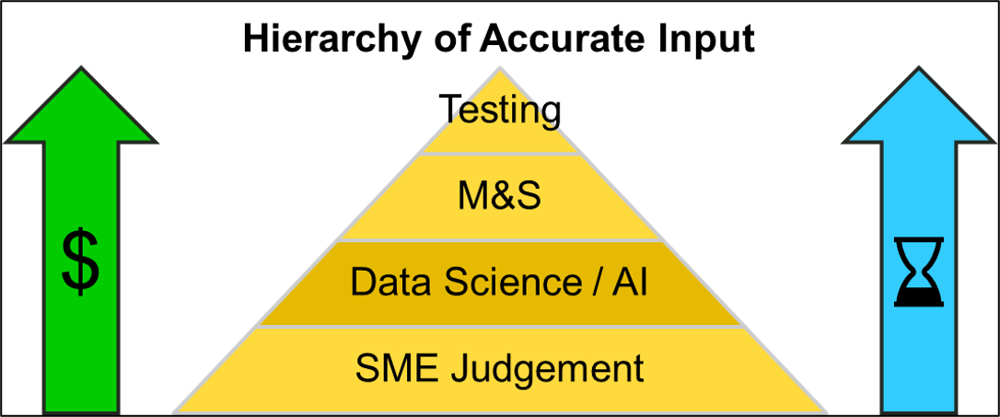 Hierarchy of Accurate Input
Testing
M&S
$
Data Science / AI
SME Judgement